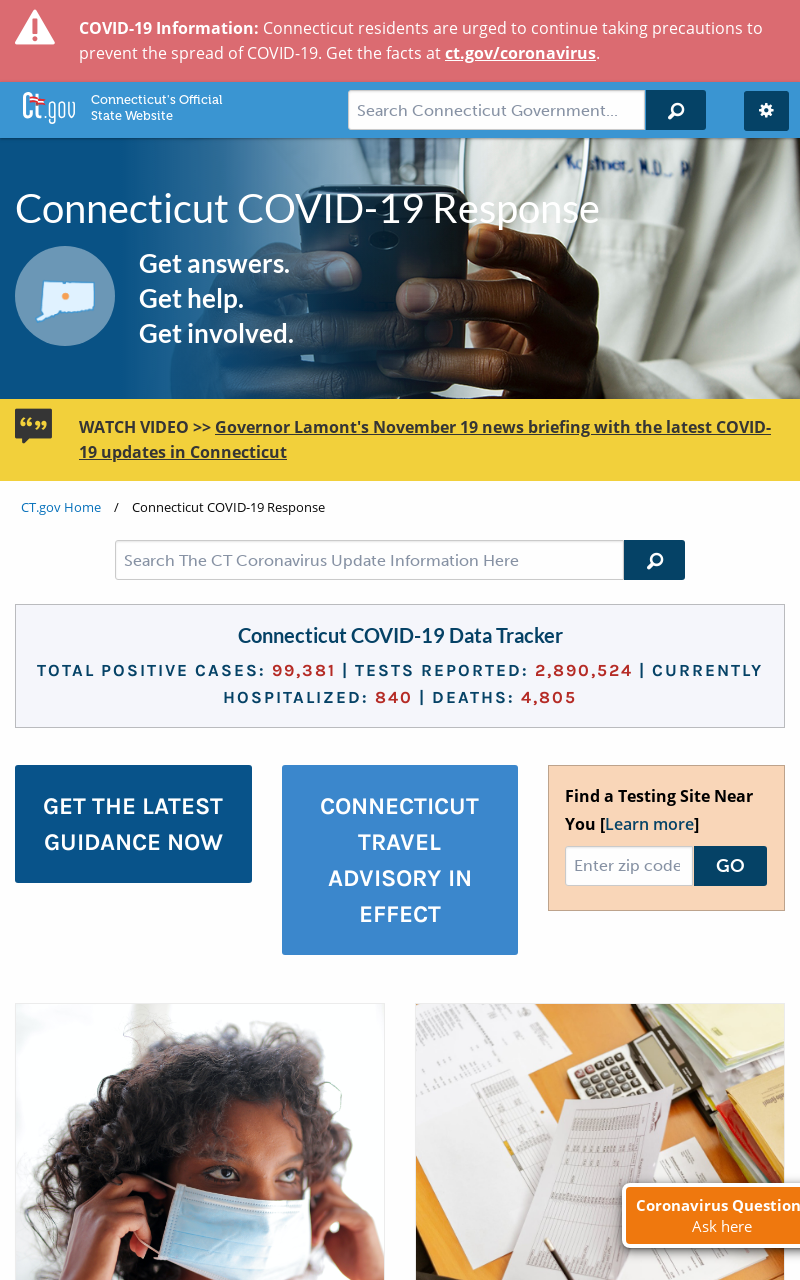 COVID-19 Information: Connecticut residents are urged to continue taking precautions to
prevent the spread of COVID-19. Get the facts at ct.gov/coronavirus.
Ct.gov
Connecticut's Official
State Website
Search Connecticut Government...
Connecticut COVID-19 Response
Get answers.
Get help.
Get involved.
WATCH VIDEO >> Governor Lamont's November 19 news briefing with the latest COVID-
19 updates in Connecticut
CT.gov Home / Connecticut COVID-19 Response
Search The CT Coronavirus Update Information Here
Connecticut COVID-19 Data Tracker
TOTAL POSITIVE CASES: 99,381 | TESTS REPORTED: 2,890,524 | CURRENTLY
HOSPITALIZED: 840 | DEATHS: 4,805
GET THE LATEST
GUIDANCE NOW
CONNECTICUT
TRAVEL
ADVISORY IN
EFFECT
Find a Testing Site Near
You [Learn more]
Enter zip code
GO
Coronavirus Question
Ask here